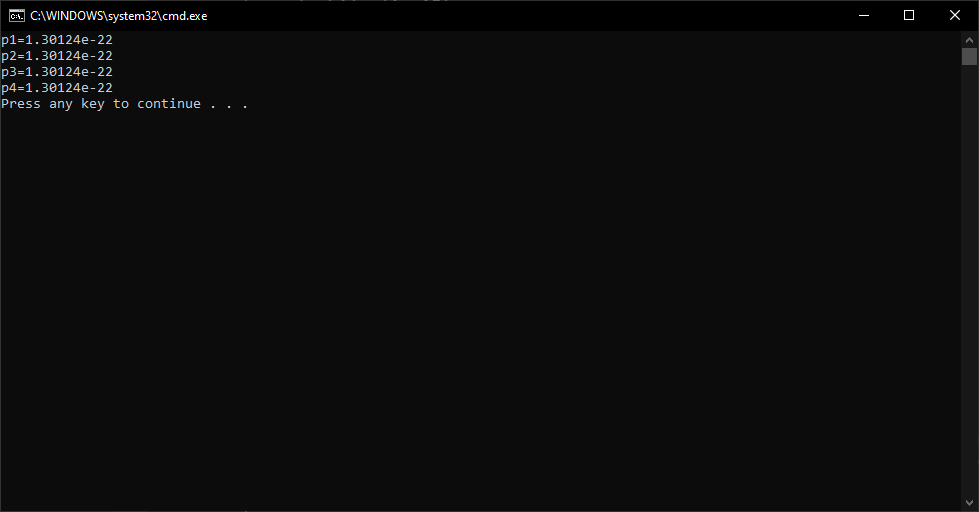 C:\WINDOWS\system32\cmd.exe
p1=1.30124e-22
p2=1.30124e-22
p3=1.30124e-22
p4=1.30124e-22
Press any key to continue . . .